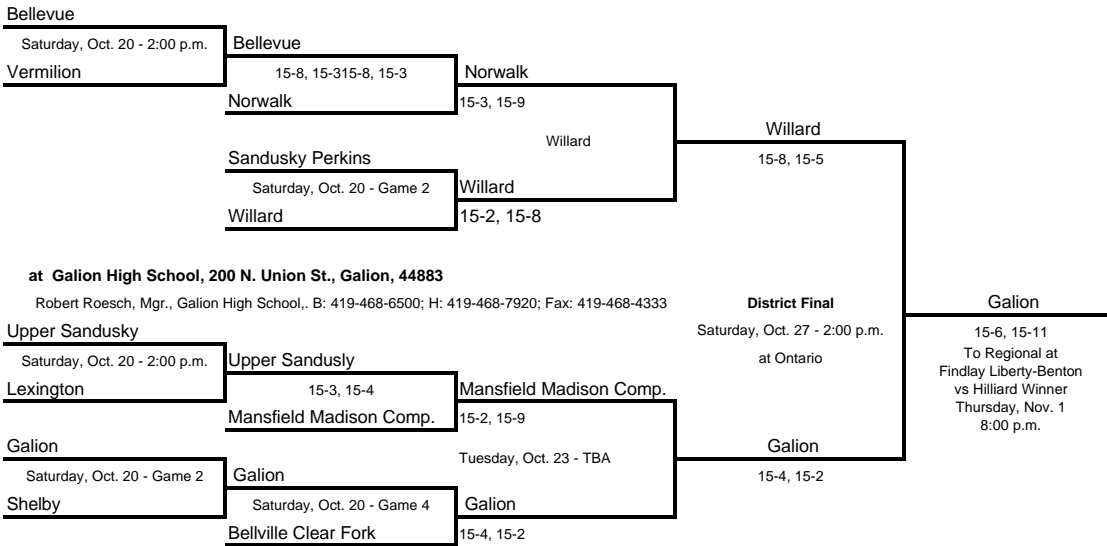 Bellevue
Saturday, Oct. 20 - 2:00 p.m.
Bellevue
Vermilion
15-8, 15-315-8, 15-3
Norwalk
Norwalk
15-3, 15-9
Willard
Willard
Sandusky Perkins
15-8, 15-5
Saturday, Oct. 20 - Game 2
Willard
Willard
15-2, 15-8
at Galion High School, 200 N. Union St., Galion, 44883
Robert Roesch, Mgr., Galion High School,. B: 419-468-6500; H: 419-468-7920; Fax: 419-468-4333
District Final
Galion
Upper Sandusky
Saturday, Oct. 27 - 2:00 p.m.
15-6, 15-11
Saturday, Oct. 20 - 2:00 p.m.
Upper Sandusly
at Ontario
To Regional at
Findlay Liberty-Benton
vs Hilliard Winner
Thursday, Nov. 1
8:00 p.m.
Lexington
15-3, 15-4
Mansfield Madison Comp.
Mansfield Madison Comp.
15-2, 15-9
Galion
Tuesday, Oct. 23 - TBA
Galion
Saturday, Oct. 20 - Game 2
Galion
15-4, 15-2
Shelby
Saturday, Oct. 20 - Game 4
Galion
Bellville Clear Fork
15-4, 15-2